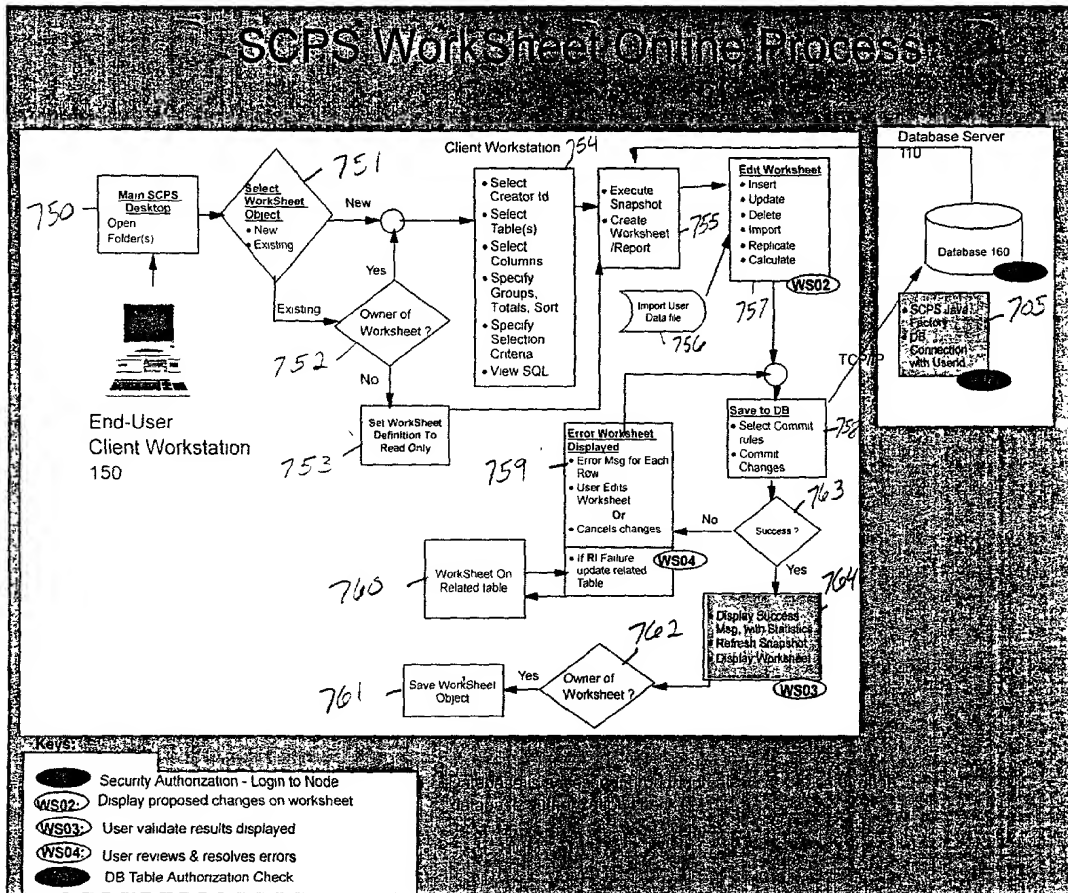 SCPS WorkSheet Online Process
Client Workstation
754
Database Server
110
750
Main SCPS
Desktop
Open
Folder(s)
751
Select
WorkSheet
Object
• New
• Existing
New
Existing
Yes
Owner of
Worksheet ?
752
No
Set WorkSheet
Definition To
Read Only
753
End-User
Client Workstation
150
• Select
Creator Id
• Select
Table(s)
• Select
Columns
• Specify
Groups,
Totals, Sort
• Specify
Selection
Criteria
• View SQL
• Execute
Snapshot
• Create
Worksheet
/Report
755
Import User
Data file
756
Edit Worksheet
• Insert
• Update
• Delete
• Import
• Replicate
• Calculate
WS02
757
Database 160
• SCPS Java
Factory
• DB
Connection
with UserId
705
TCP/IP
Save to DB
• Select Commit
rules
• Commit
Changes
758
Error Worksheet
Displayed
• Error Msg for Each
Row
• User Edits
Worksheet
Or
• Cancels changes
759
• If RI Failure
update related
Table
WS04
763
Success ?
No
Yes
WorkSheet On
Related table
760
764
• Display Success
Msg, with Statistics
• Refresh Snapshot
• Display Worksheet
WS03
762
Owner of
Worksheet ?
Yes
Save WorkSheet
Object
761
Keys:
Security Authorization - Login to Node
WS02: Display proposed changes on worksheet
WS03: User validate results displayed
WS04: User reviews & resolves errors
DB Table Authorization Check